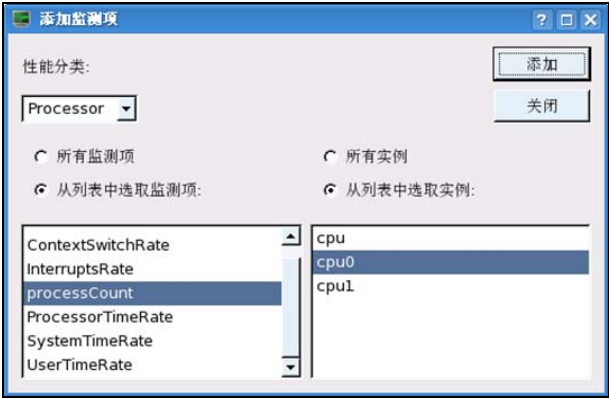 添加监测项
性能分类:
添加
Processor
关闭
所有监测项
所有实例
从列表中选取监测项:
从列表中选取实例:
ContextSwitchRate
InterruptsRate
processCount
ProcessorTimeRate
SystemTimeRate
UserTimeRate
cpu
cpu0
cpu1